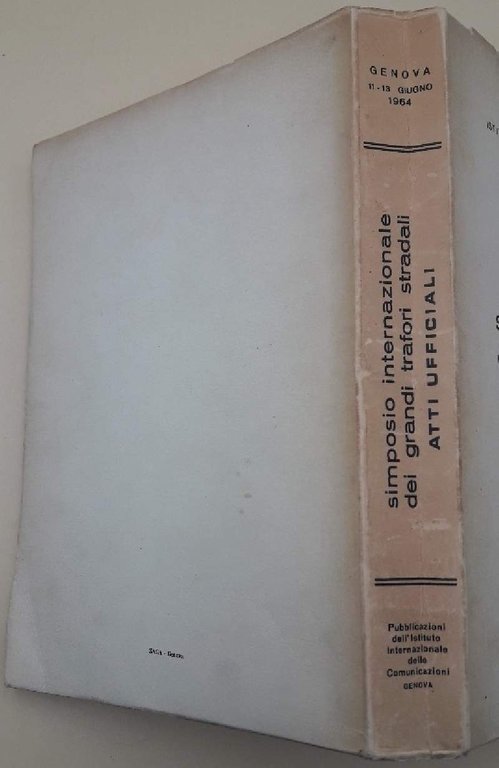 GENOVA
11-13 GIUGNO
1964
simposio internazionale
dei grandi trafori stradali
ATTI UFFICIALI
Pubblicazioni
dell'Istituto
Internazionale
delle
Comunicazioni
GENOVA